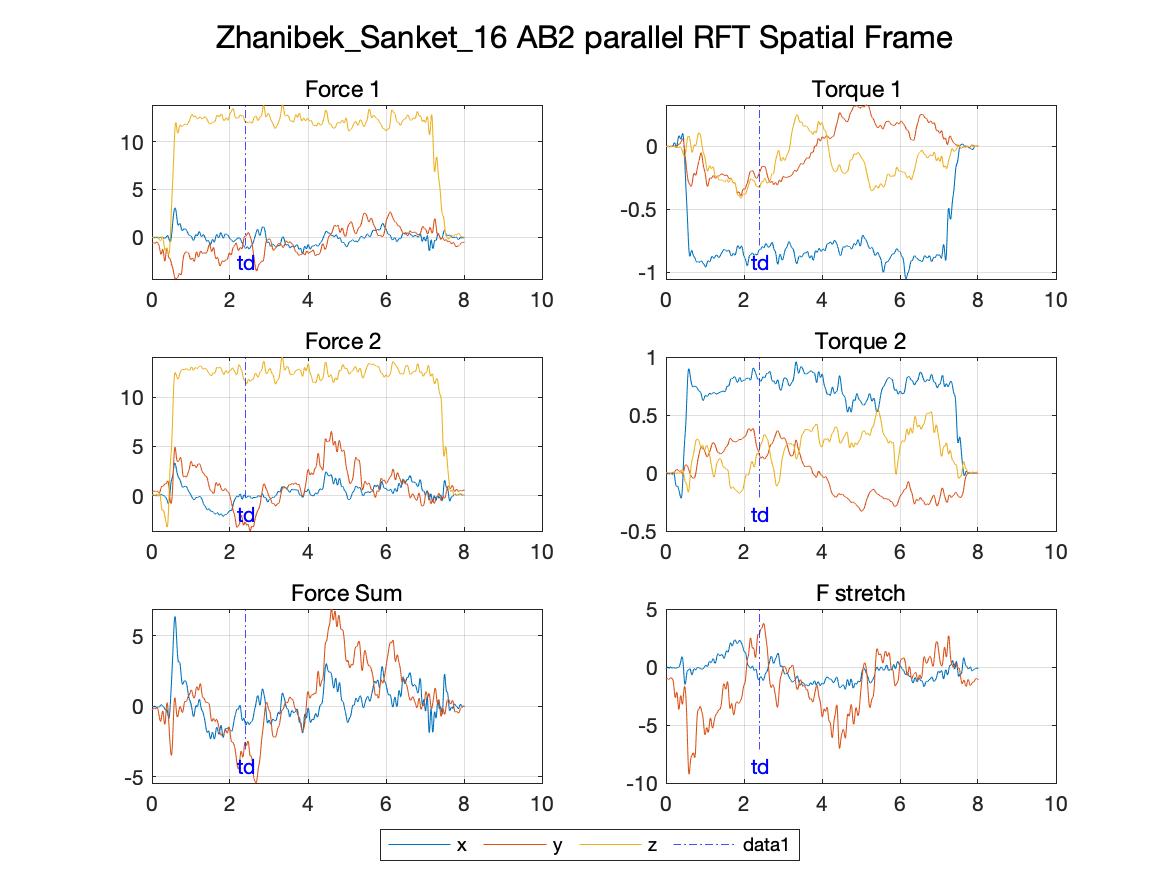 Zhanibek_Sanket_16 AB2 parallel RFT Spatial Frame
Force 1
10
5
0
td
0 2 4 6 8 10
Torque 1
0
-0.5
-1
td
0 2 4 6 8 10
Force 2
10
5
0
td
0 2 4 6 8 10
Torque 2
1
0.5
0
-0.5
td
0 2 4 6 8 10
Force Sum
5
0
-5
td
0 2 4 6 8 10
F stretch
5
0
-5
-10
td
0 2 4 6 8 10
x y z data1